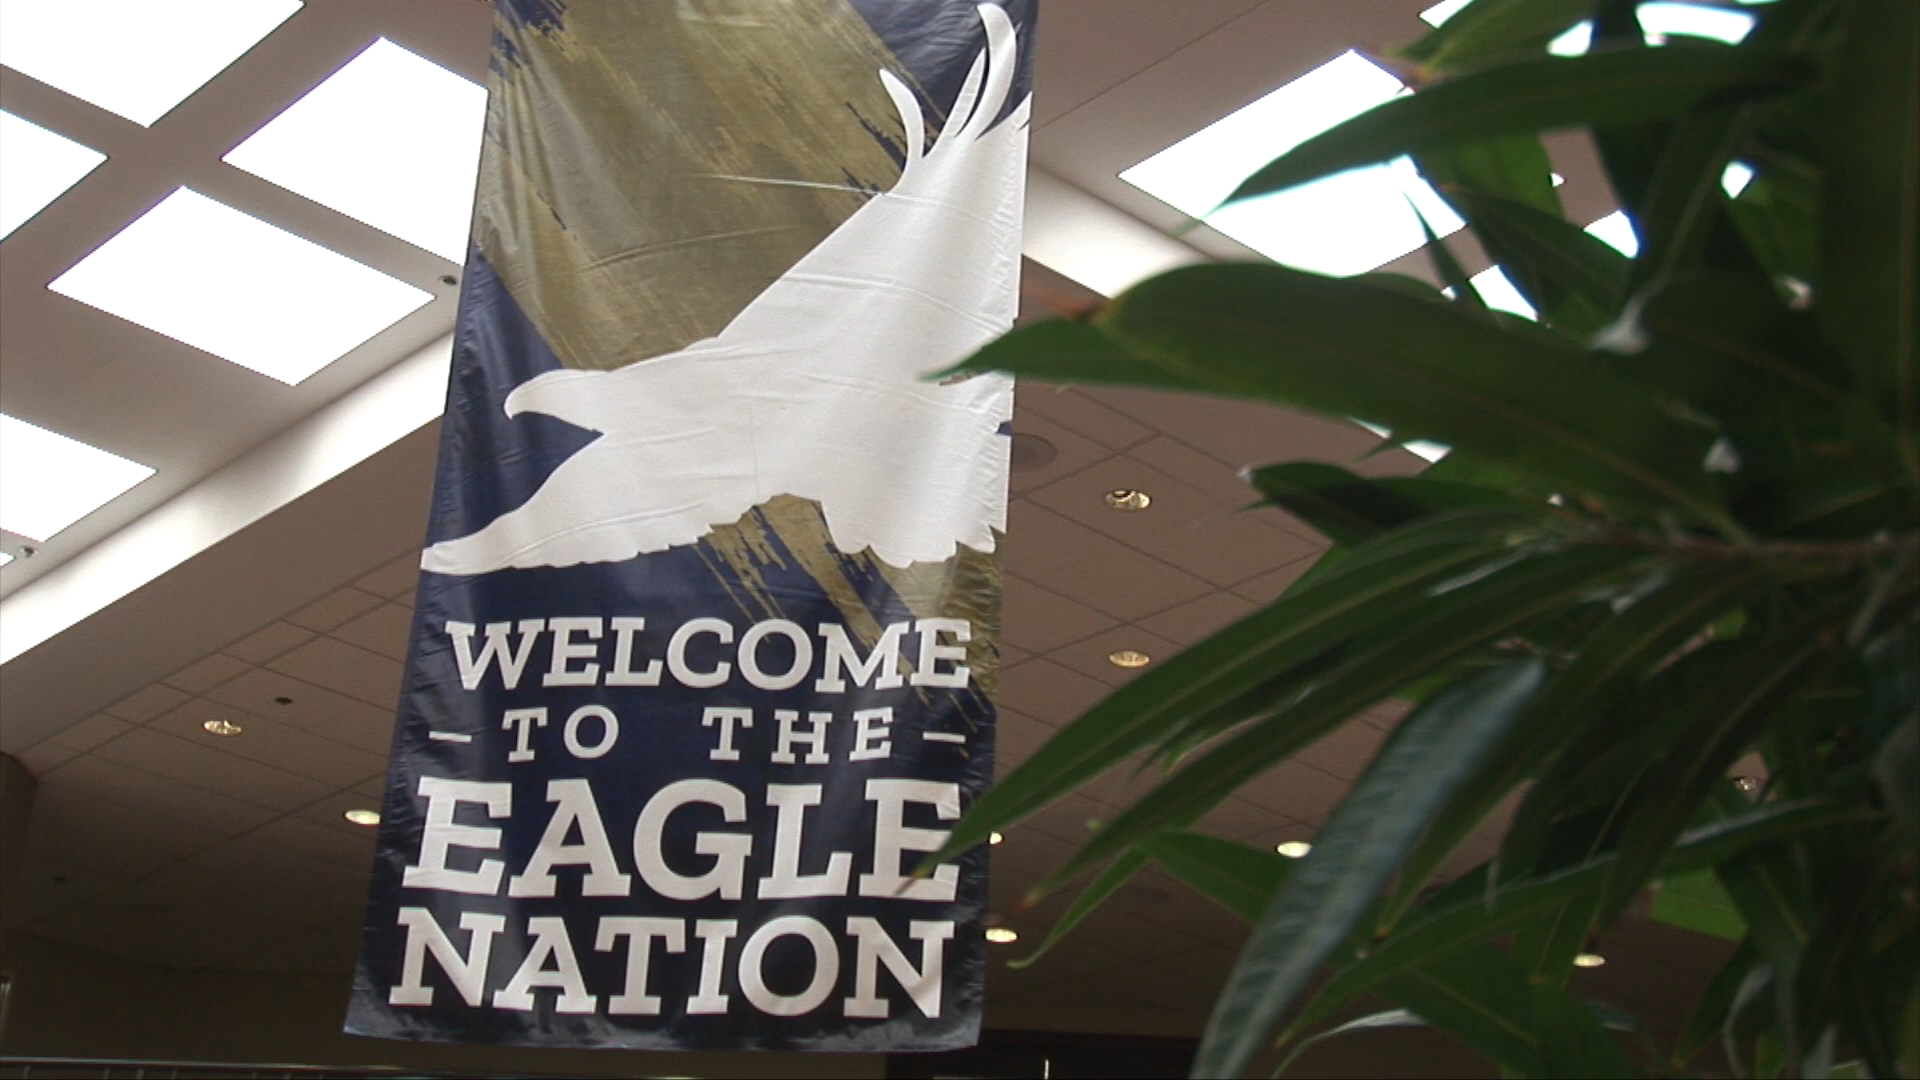 WELCOME
– TO THE –
EAGLE
NATION